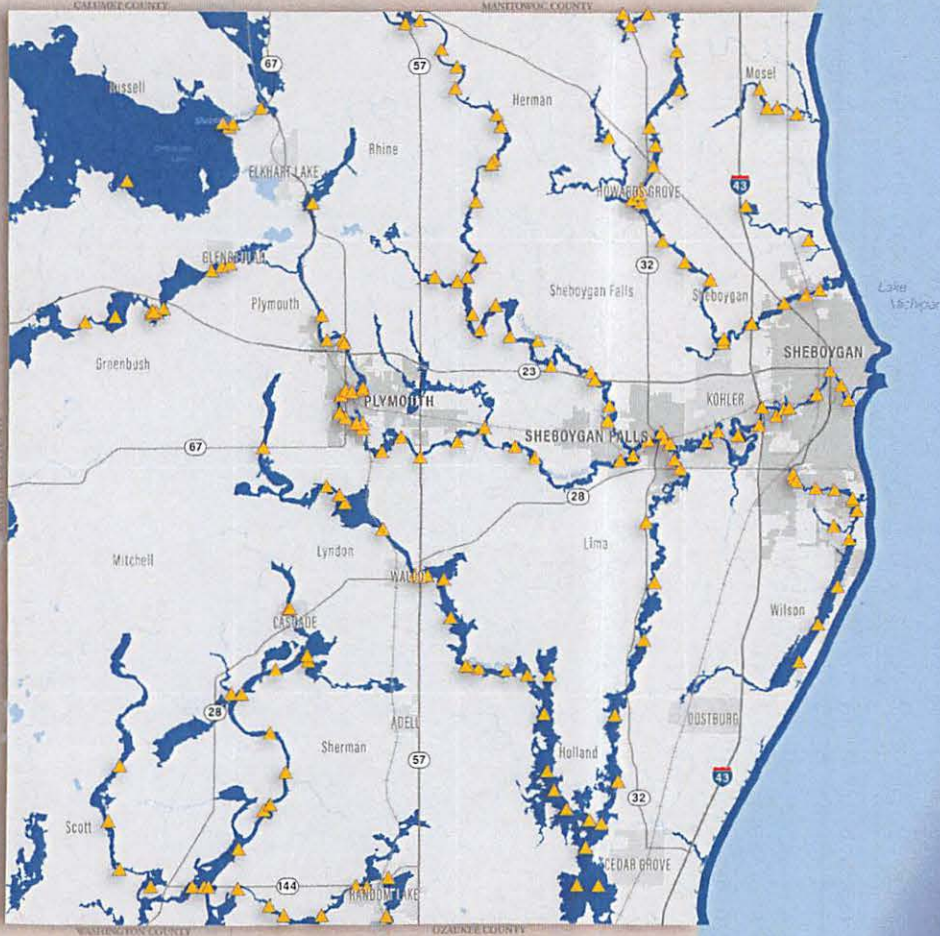 CALUMET COUNTY
MANITOWOC COUNTY
67
57
Mosel
Russell
Herman
Rhine
ELKHART LAKE
43
HOWARDS GROVE
GLENBEULAH
32
Sheboygan Falls
Sheboygan
Lake
Michigan
Plymouth
SHEBOYGAN
Greenbush
23
KOHLER
PLYMOUTH
SHEBOYGAN FALLS
67
28
Lima
Lyndon
Mitchell
WALDO
Wilson
CASCADE
28
ADELL
OOSTBURG
Sherman
Holland
57
43
32
Scott
CEDAR GROVE
144
RANDOM LAKE
WASHINGTON COUNTY
OZAUKEE COUNTY